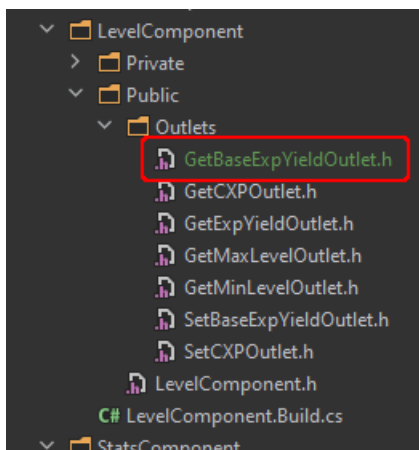 LevelComponent
Private
Public
Outlets
GetBaseExpYieldOutlet.h
GetCXPOutlet.h
GetExpYieldOutlet.h
GetMaxLevelOutlet.h
GetMinLevelOutlet.h
SetBaseExpYieldOutlet.h
SetCXPOutlet.h
LevelComponent.h
C# LevelComponent.Build.cs
StatsComponent